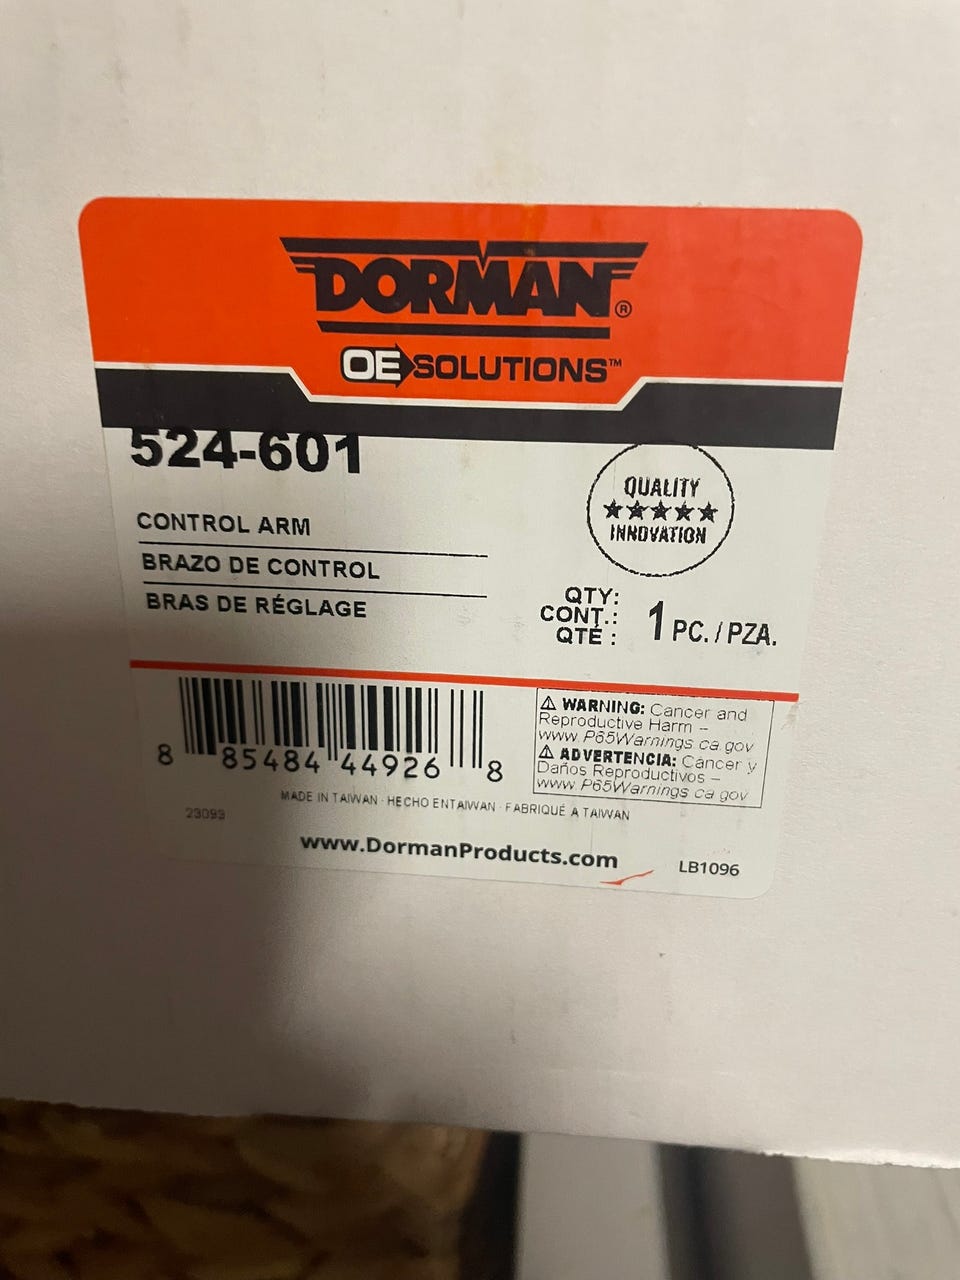 DORMAN®
OE SOLUTIONS™
524-601
QUALITY
★★★★★
INNOVATION
CONTROL ARM
BRAZO DE CONTROL
BRAS DE RÉGLAGE
QTY:
CONT.:
QTÉ :
1 PC. / PZA.
⚠ WARNING: Cancer and
Reproductive Harm –
www.P65Warnings.ca.gov
⚠ ADVERTENCIA: Cáncer y
Daños Reproductivos –
www.P65Warnings.ca.gov
8 85484 44926 8
MADE IN TAIWAN · HECHO EN TAIWAN · FABRIQUÉ A TAIWAN
23093
www.DormanProducts.com
LB1096